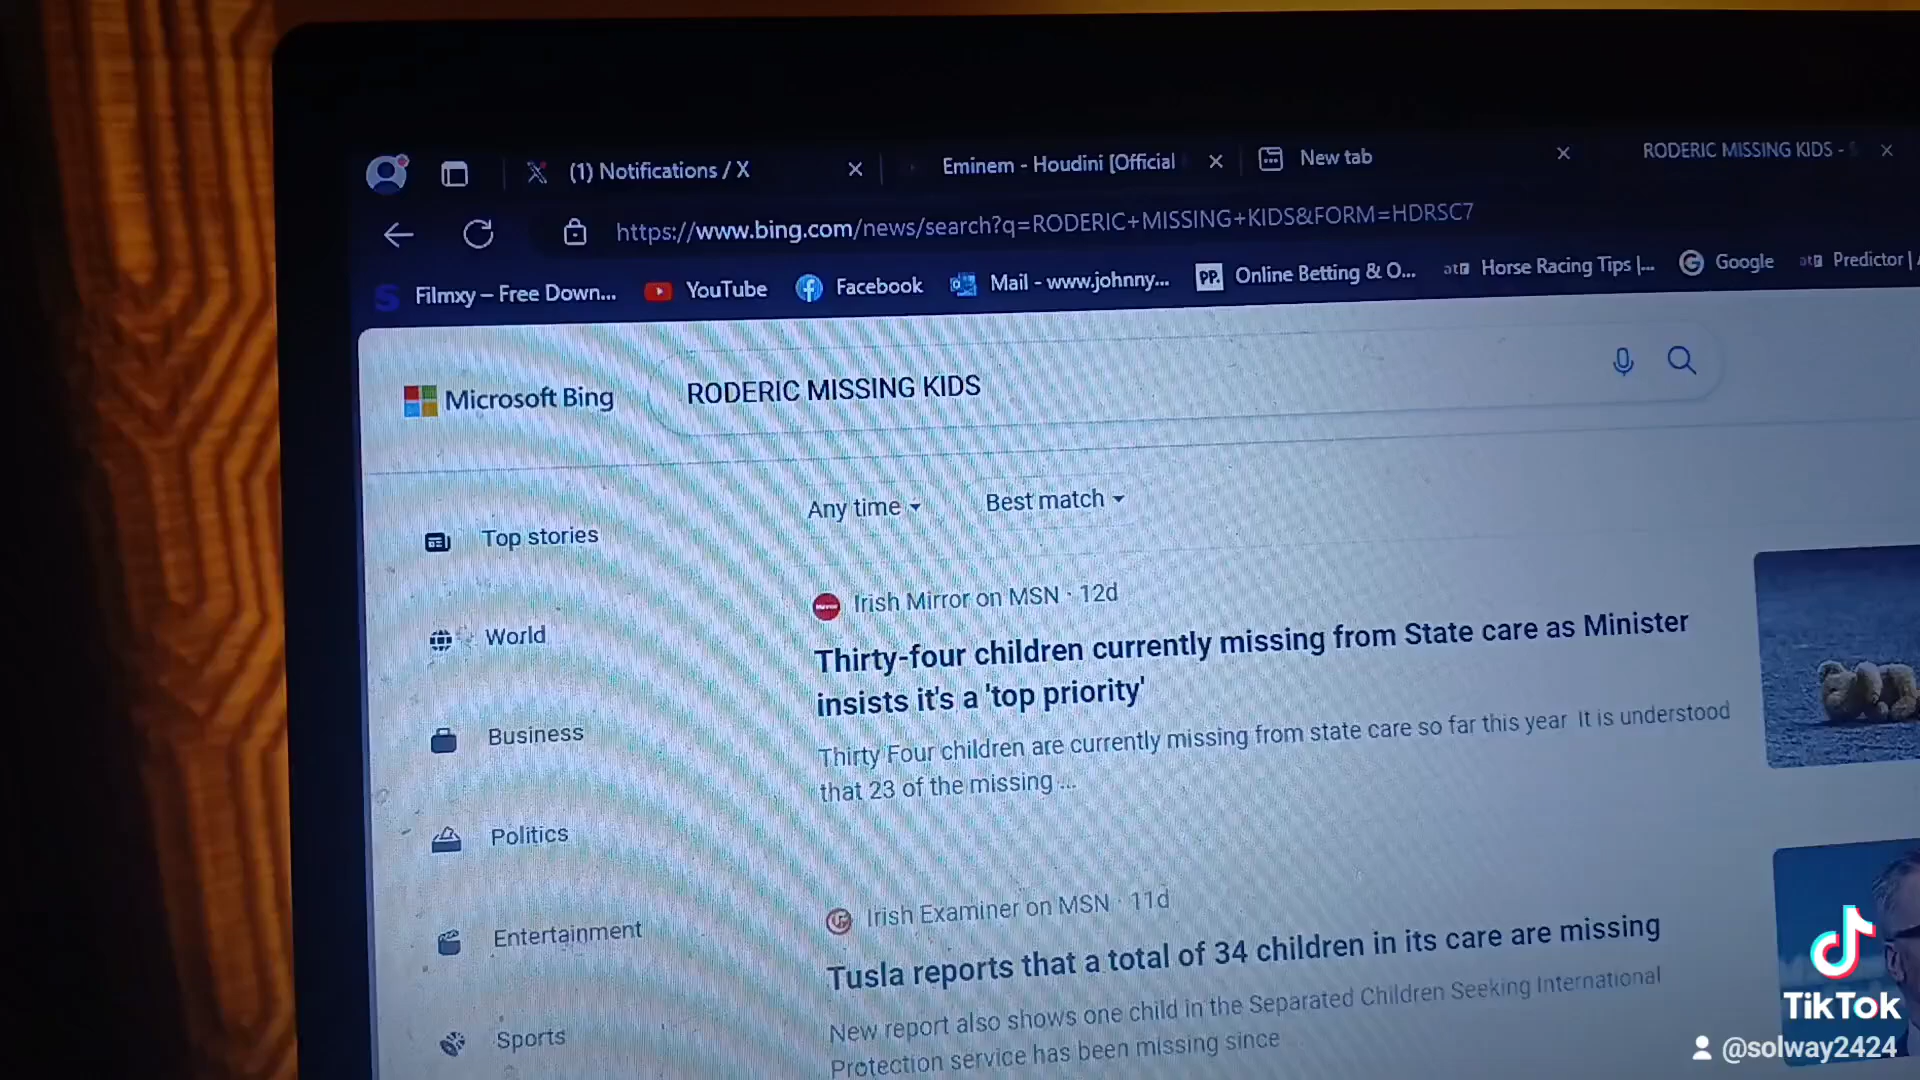 (1) Notifications / X
Eminem - Houdini [Official
New tab
RODERIC MISSING KIDS -
https://www.bing.com/news/search?q=RODERIC+MISSING+KIDS&FORM=HDRSC7
Filmxy – Free Down...
YouTube
Facebook
Mail - www.johnny...
PP
Online Betting & O...
atR
Horse Racing Tips |...
Google
atR
Predictor |
Microsoft Bing
RODERIC MISSING KIDS
Any time
Best match
Top stories
World
Business
Politics
Entertainment
Sports
Irish Mirror on MSN · 12d
Thirty-four children currently missing from State care as Minister
insists it's a 'top priority'
Thirty Four children are currently missing from state care so far this year It is understood
that 23 of the missing ...
Irish Examiner on MSN · 11d
Tusla reports that a total of 34 children in its care are missing
New report also shows one child in the Separated Children Seeking International
Protection service has been missing since
TikTok
@solway2424